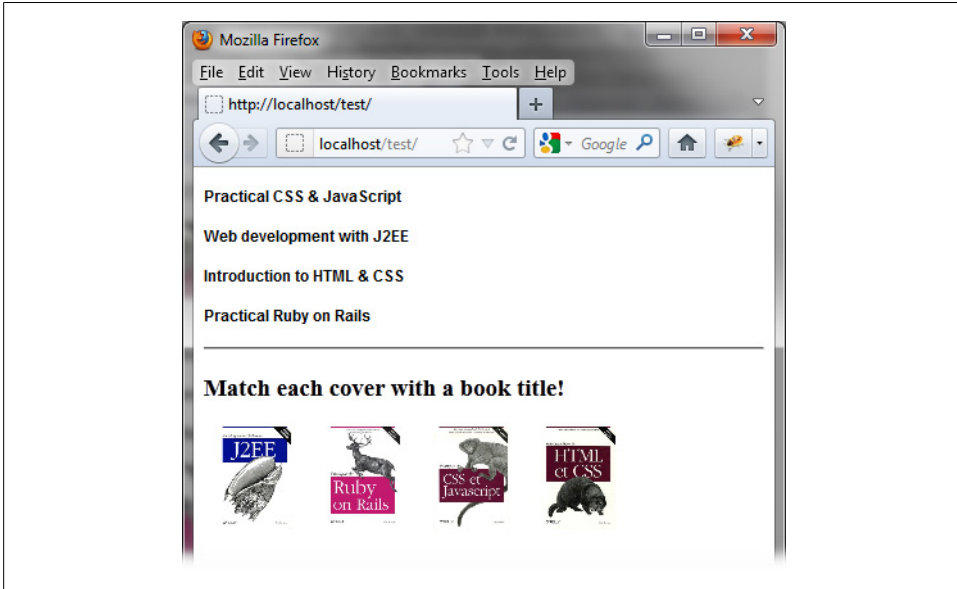 Mozilla Firefox
File Edit View History Bookmarks Tools Help
http://localhost/test/
localhost/test/
Google
Practical CSS & JavaScript
Web development with J2EE
Introduction to HTML & CSS
Practical Ruby on Rails
Match each cover with a book title!
J2EE
Ruby
on Rails
CSS et
Javascript
HTML
et CSS